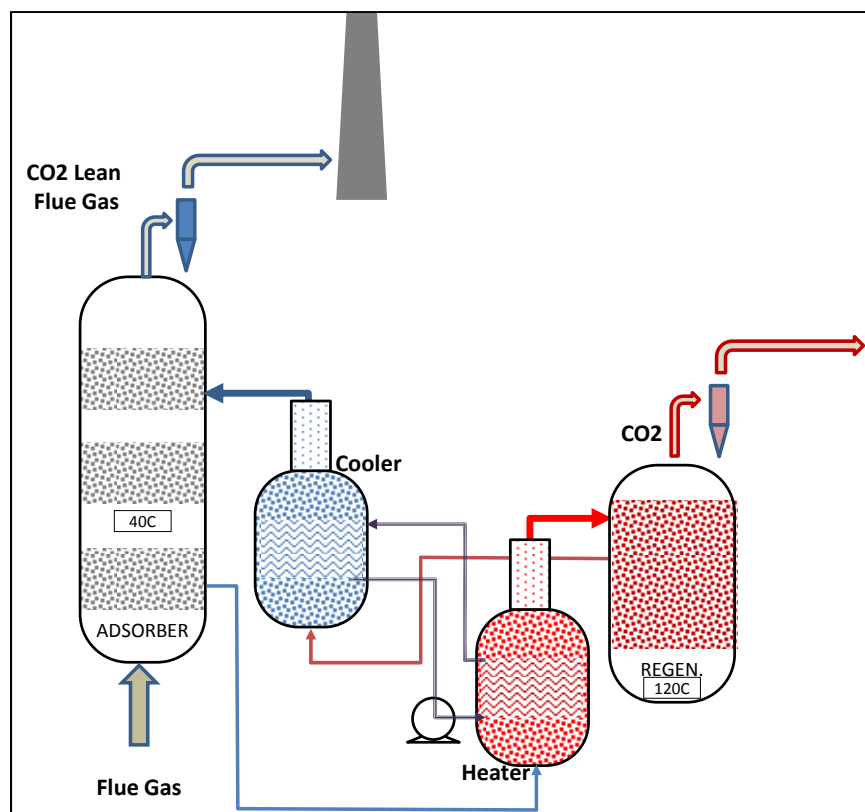 CO2 Lean
Flue Gas
CO2
Cooler
40C
ADSORBER
REGEN.
120C
Heater
Flue Gas